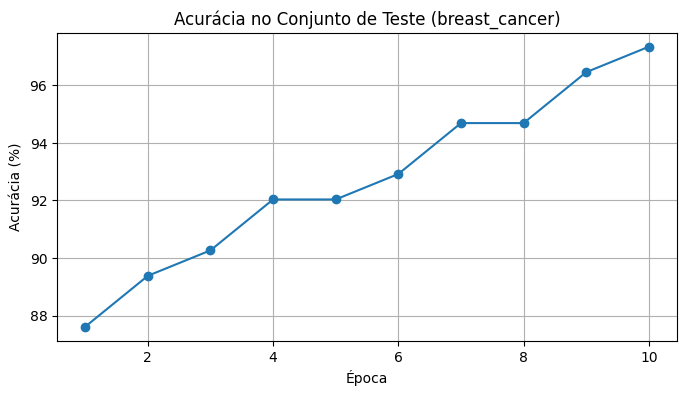 Acurácia no Conjunto de Teste (breast_cancer)
Acurácia (%)
96
94
92
90
88
2 4 6 8 10
Época